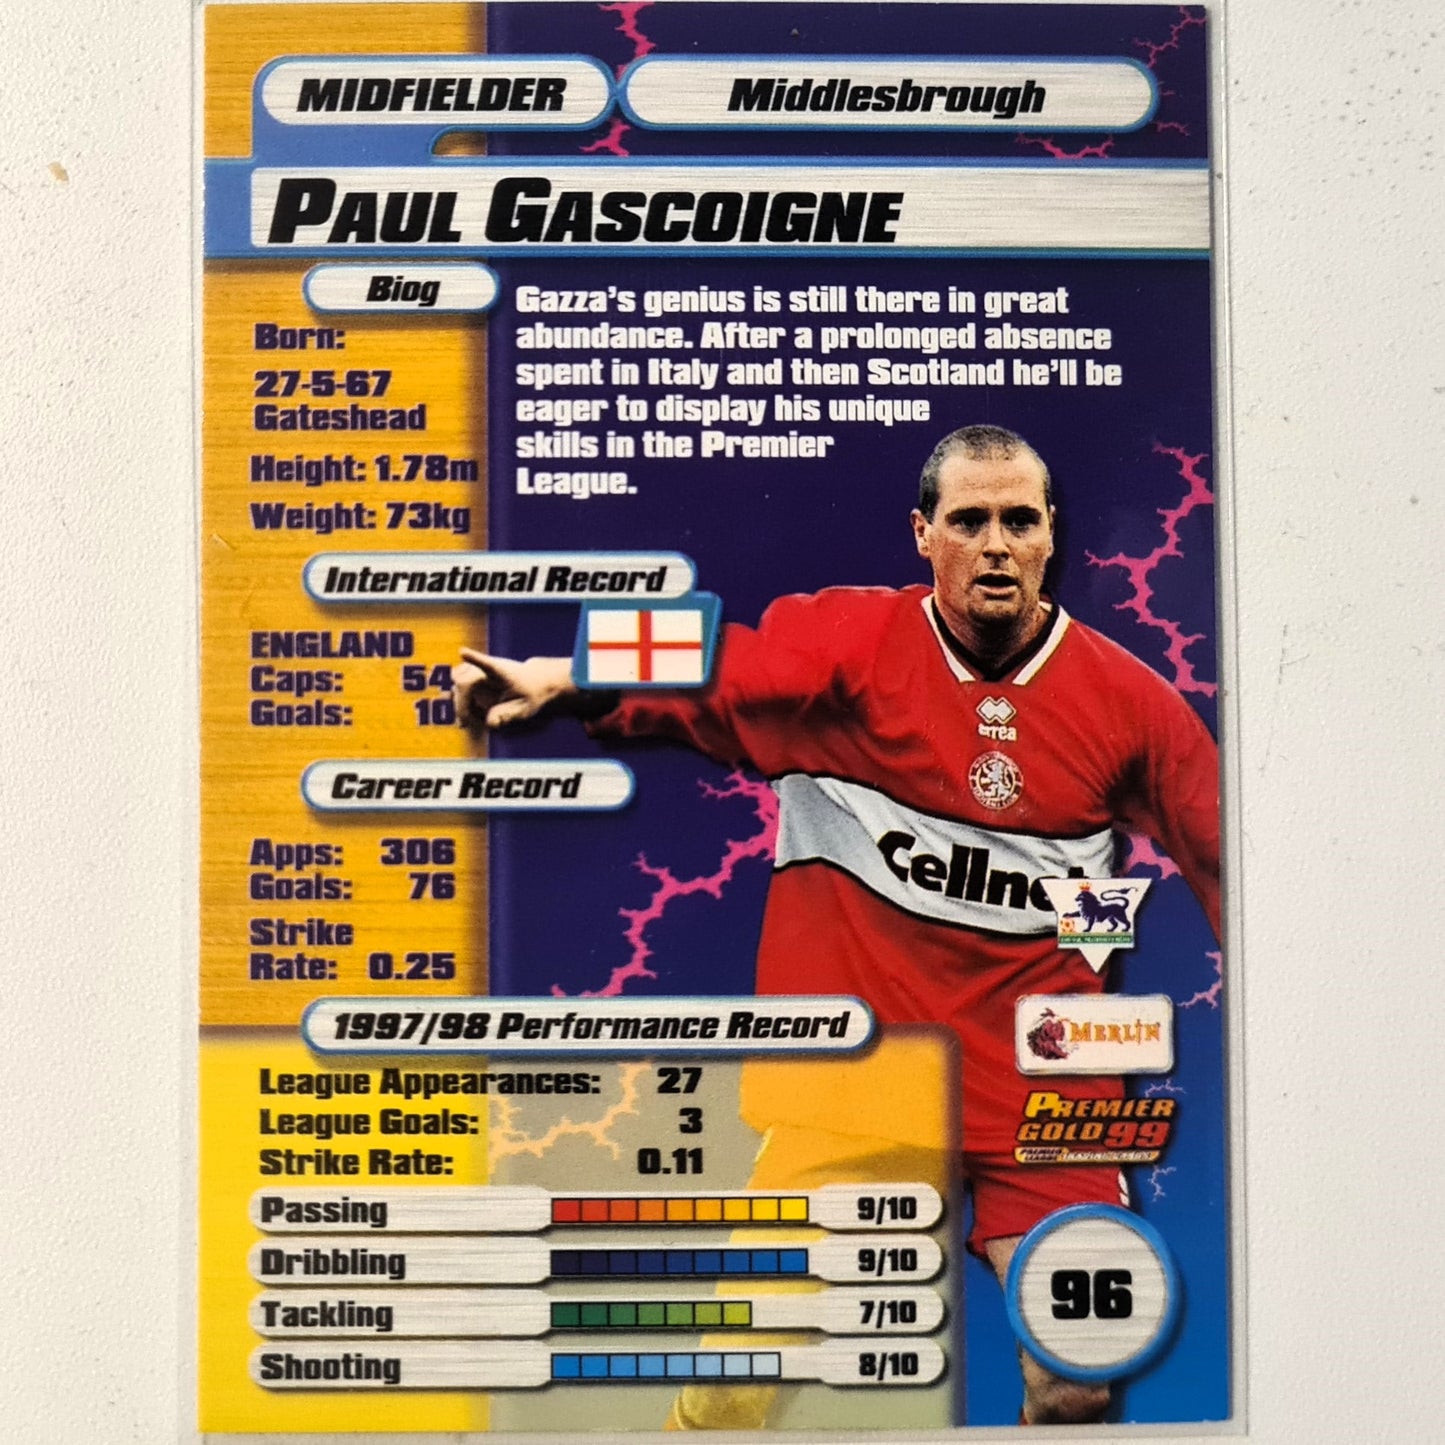 MIDFIELDER
Middlesbrough
PAUL GASCOIGNE
Biog
Born:
27-5-67
Gateshead
Height: 1.78m
Weight: 73kg
Gazza's genius is still there in great
abundance. After a prolonged absence
spent in Italy and then Scotland he'll be
eager to display his unique
skills in the Premier
League.
International Record
ENGLAND
Caps: 54
Goals: 10
Career Record
Apps: 306
Goals: 76
Strike
Rate: 0.25
errea
Cellne
MERLIN
PREMIER
GOLD 99
1997/98 Performance Record
League Appearances: 27
League Goals: 3
Strike Rate: 0.11
Passing 9/10
Dribbling 9/10
Tackling 7/10
Shooting 8/10
96